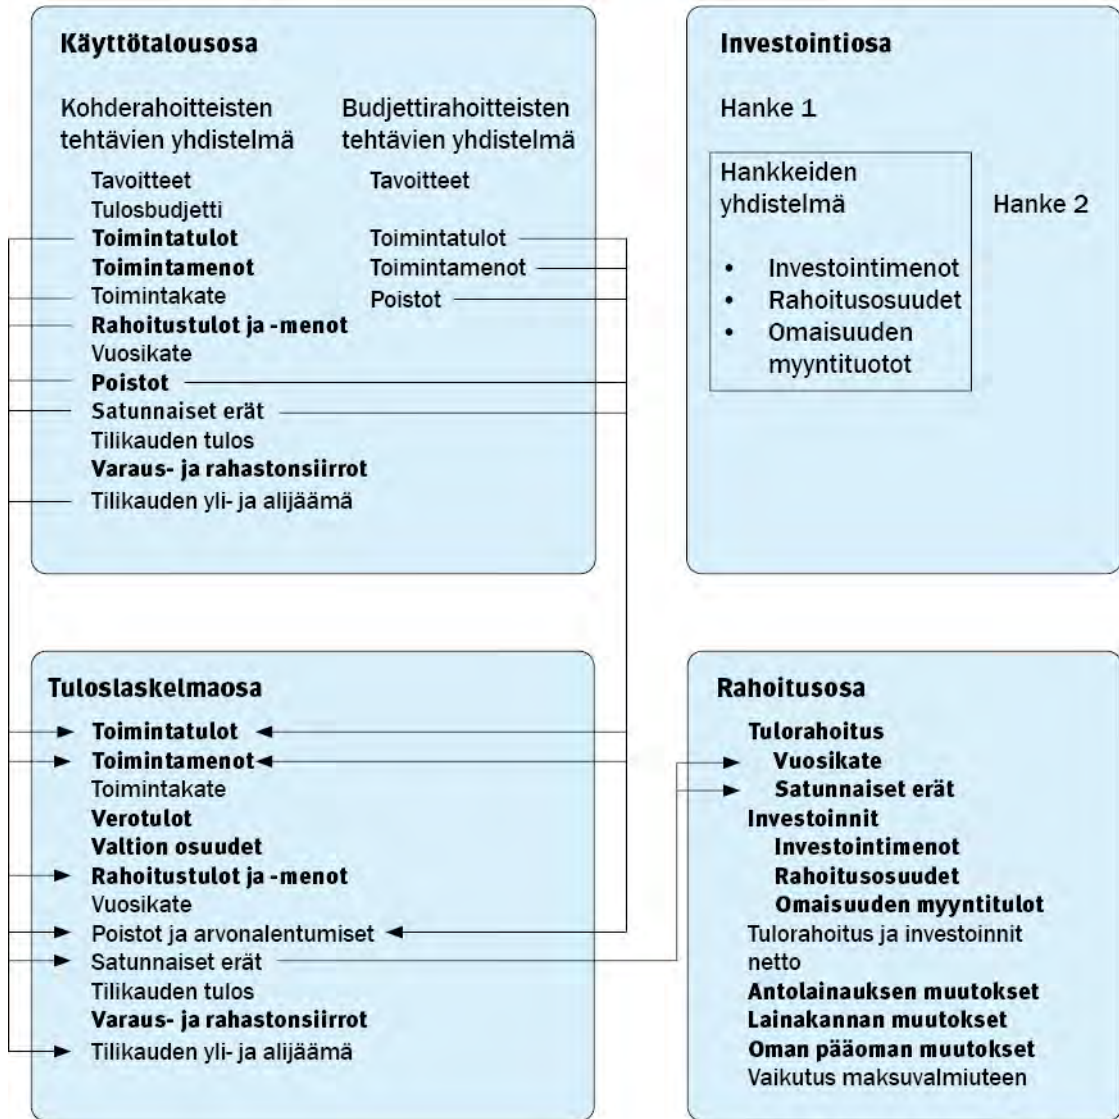 Käyttötalousosa
Kohderahoitteisten
tehtävien yhdistelmä
Tavoitteet
Tulosbudjetti
Toimintatulot
Toimintamenot
Toimintakate
Rahoitustulot ja -menot
Vuosikate
Poistot
Satunnaiset erät
Tilikauden tulos
Varaus- ja rahastonsiirrot
Tilikauden yli- ja alijäämä
Budjettirahoitteisten
tehtävien yhdistelmä
Tavoitteet
Toimintatulot
Toimintamenot
Poistot
Investointiosa
Hanke 1
Hankkeiden
yhdistelmä
• Investointimenot
• Rahoitusosuudet
• Omaisuuden
myyntituotot
Hanke 2
Tuloslaskelmaosa
Toimintatulot
Toimintamenot
Toimintakate
Verotulot
Valtion osuudet
Rahoitustulot ja -menot
Vuosikate
Poistot ja arvonalentumiset
Satunnaiset erät
Tilikauden tulos
Varaus- ja rahastonsiirrot
Tilikauden yli- ja alijäämä
Rahoitusosa
Tulorahoitus
Vuosikate
Satunnaiset erät
Investoinnit
Investointimenot
Rahoitusosuudet
Omaisuuden myyntitulot
Tulorahoitus ja investoinnit
netto
Antolainauksen muutokset
Lainakannan muutokset
Oman pääoman muutokset
Vaikutus maksuvalmiuteen